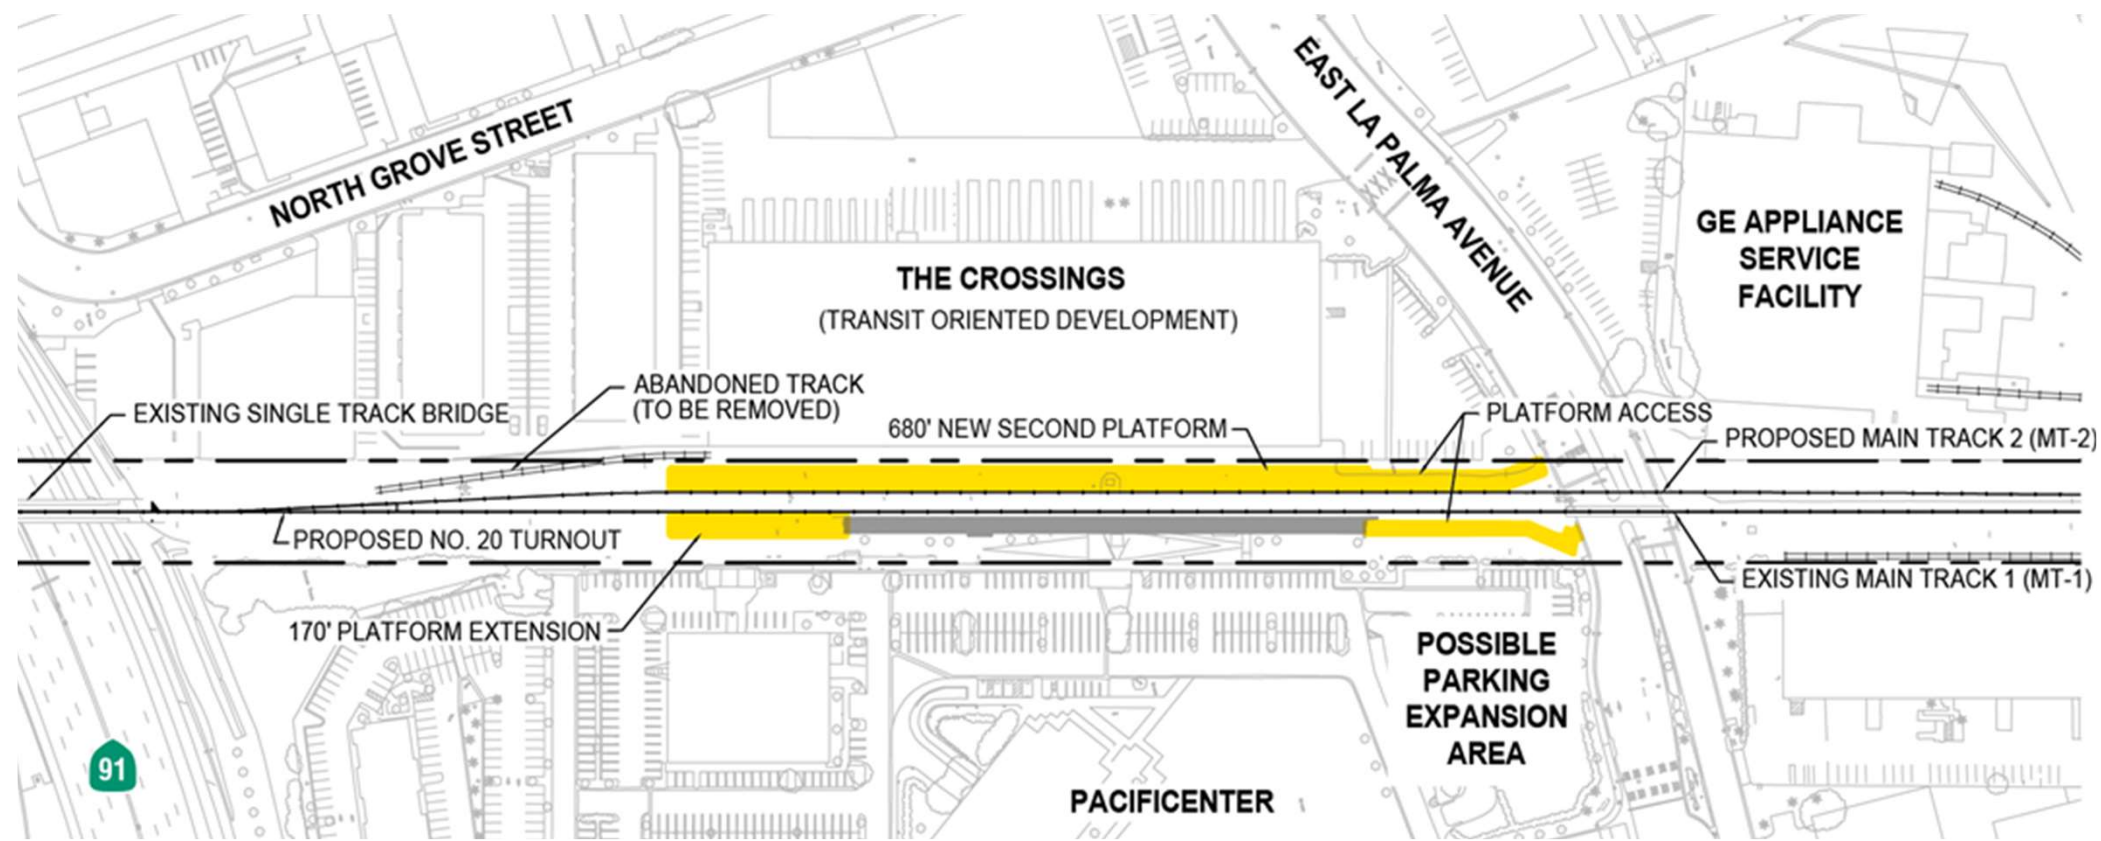 EAST LA PALMA AVENUE
NORTH GROVE STREET
GE APPLIANCE
SERVICE
FACILITY
THE CROSSINGS
(TRANSIT ORIENTED DEVELOPMENT)
ABANDONED TRACK
(TO BE REMOVED)
EXISTING SINGLE TRACK BRIDGE
680' NEW SECOND PLATFORM
PLATFORM ACCESS
PROPOSED MAIN TRACK 2 (MT-2)
PROPOSED NO. 20 TURNOUT
EXISTING MAIN TRACK 1 (MT-1)
170' PLATFORM EXTENSION
POSSIBLE
PARKING
EXPANSION
AREA
91
PACIFICENTER